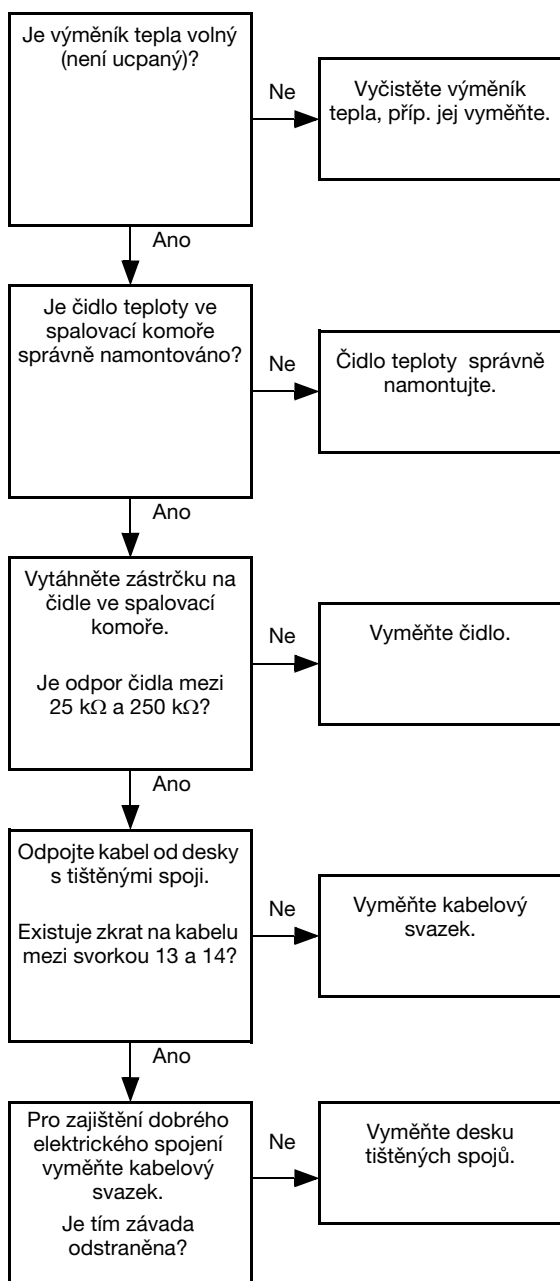 Je výměník tepla volný
(není ucpaný)?
Ne
Vyčistěte výměník
tepla, příp. jej vyměňte.
Ano
Je čidlo teploty ve
spalovací komoře
správně namontováno?
Ne
Čidlo teploty správně
namontujte.
Ano
Vytáhněte zástrčku na
čidle ve spalovací
komoře.
Je odpor čidla mezi
25 kΩ a 250 kΩ?
Ne
Vyměňte čidlo.
Ano
Odpojte kabel od desky
s tištěnými spoji.
Existuje zkrat na kabelu
mezi svorkou 13 a 14?
Ne
Vyměňte kabelový
svazek.
Ano
Pro zajištění dobrého
elektrického spojení
vyměňte kabelový
svazek.
Je tím závada
odstraněna?
Ne
Vyměňte desku
tištěných spojů.